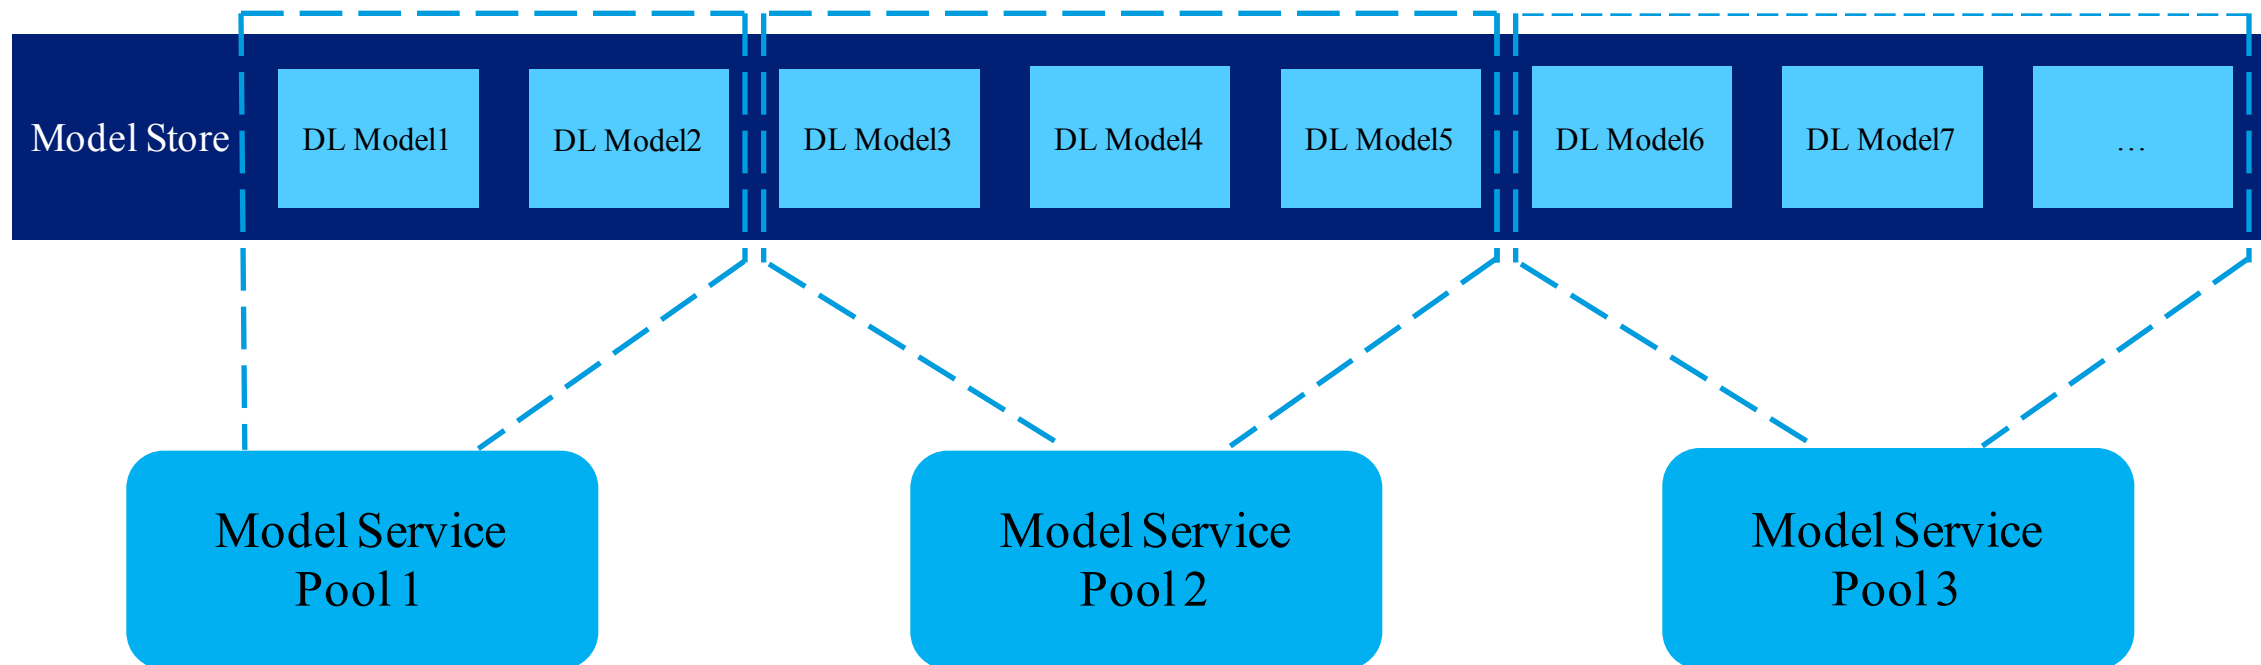 Model Store
DL Model1
DL Model2
DL Model3
DL Model4
DL Model5
DL Model6
DL Model7
…
Model Service
Pool 1
Model Service
Pool 2
Model Service
Pool 3